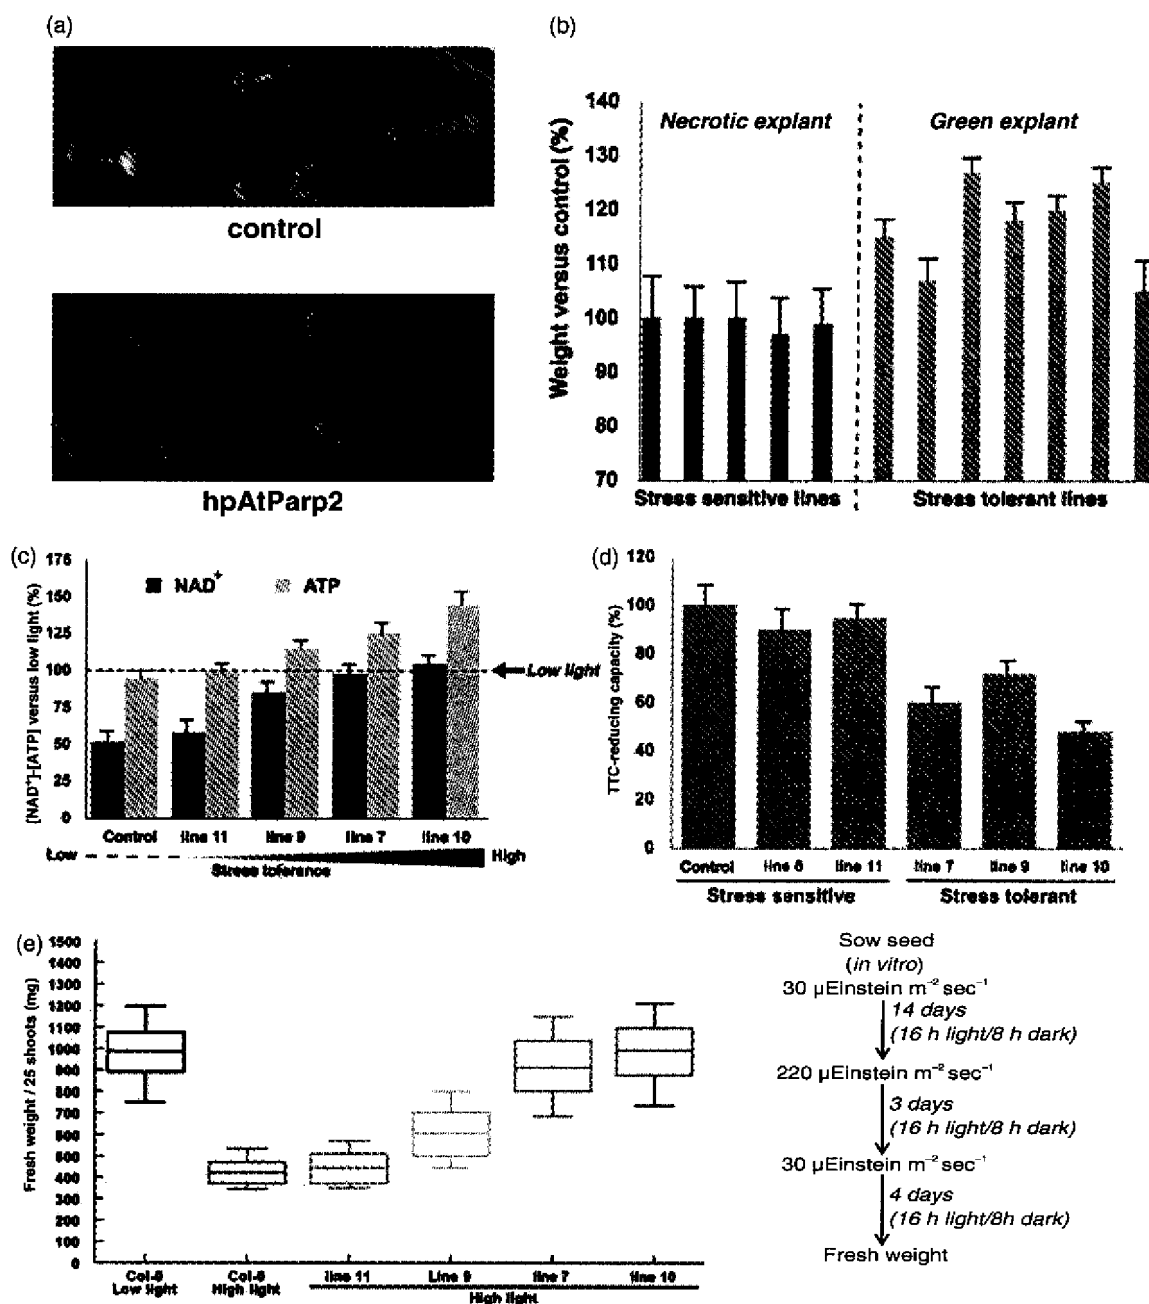 (a)
control
hpAtParp2
(b)
Weight versus control (%)
140
130
120
110
100
90
80
70
Necrotic explant
Green explant
Stress sensitive lines
Stress tolerant lines
(c)
[NAD⁺]-[ATP] versus low light (%)
175
150
125
100
75
50
25
0
NAD⁺
ATP
Low light
Control
line 11
line 9
line 7
line 10
Low
High
Stress tolerance
(d)
TTC-reducing capacity (%)
120
100
80
60
40
20
0
Control
line 6
line 11
line 7
line 9
line 10
Stress sensitive
Stress tolerant
(e)
Fresh weight / 25 shoots (mg)
1500
1400
1300
1200
1100
1000
900
800
700
600
500
400
300
200
100
0
Col-0
Low light
Col-0
High light
line 11
Line 9
line 7
line 10
High light
Sow seed
(in vitro)
30 µEinstein m⁻² sec⁻¹
14 days
(16 h light/8 h dark)
220 µEinstein m⁻² sec⁻¹
3 days
(16 h light/8 h dark)
30 µEinstein m⁻² sec⁻¹
4 days
(16 h light/8h dark)
Fresh weight